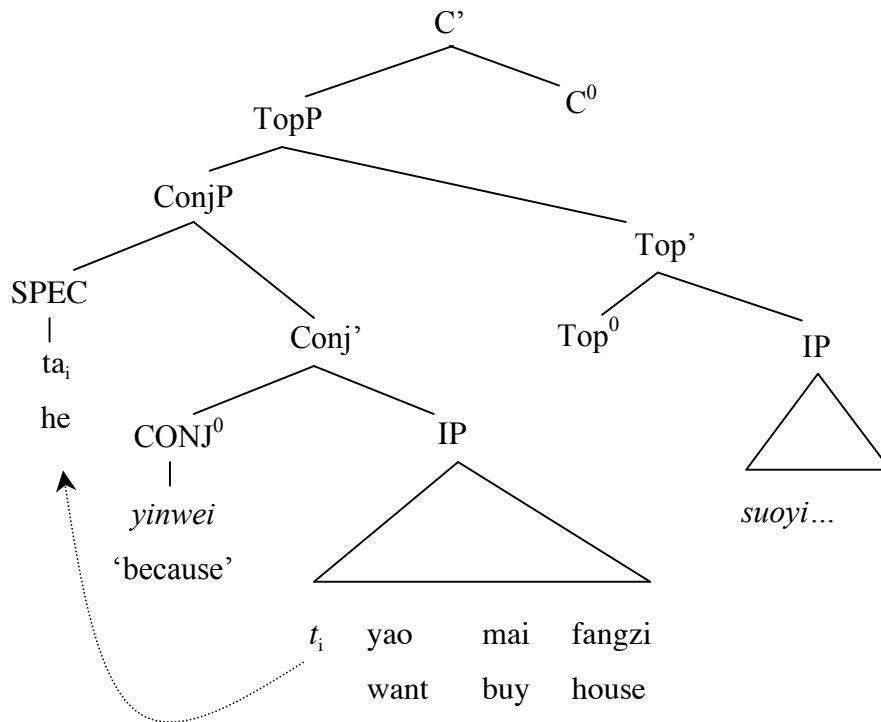 C’
C⁰
TopP
ConjP
Top’
SPEC
Conj’
Top⁰
IP
taᵢ
he
CONJ⁰
IP
yinwei
suoyi…
‘because’
tᵢ yao mai fangzi
want buy house